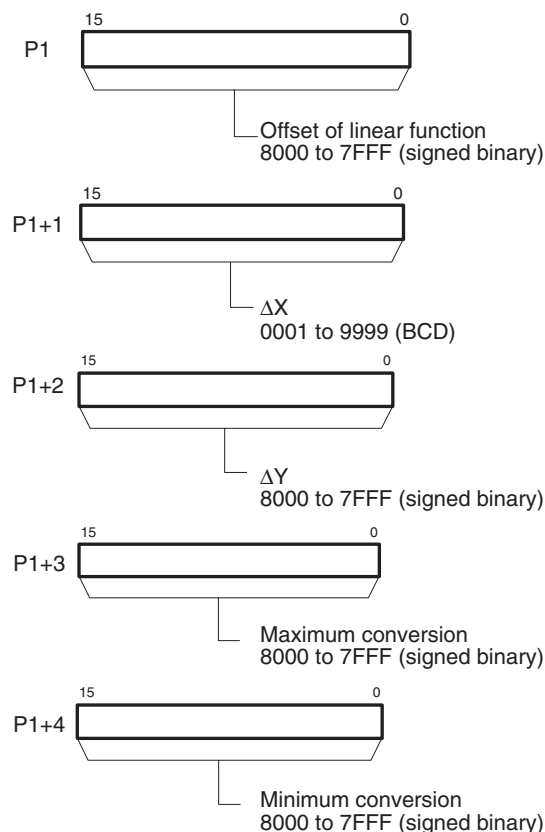 15 0
P1
Offset of linear function
8000 to 7FFF (signed binary)
15 0
P1+1
ΔX
0001 to 9999 (BCD)
15 0
P1+2
ΔY
8000 to 7FFF (signed binary)
15 0
P1+3
Maximum conversion
8000 to 7FFF (signed binary)
15 0
P1+4
Minimum conversion
8000 to 7FFF (signed binary)